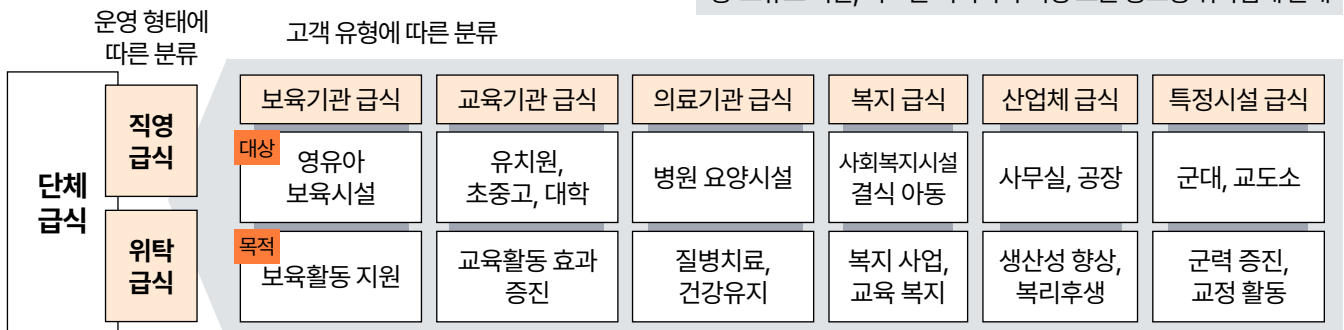 운영 형태에
따른 분류
고객 유형에 따른 분류
단체
급식
직영
급식
위탁
급식
보육기관 급식
교육기관 급식
의료기관 급식
복지 급식
산업체 급식
특정시설 급식
대상
영유아
보육시설
유치원,
초중고, 대학
병원 요양시설
사회복지시설
결식 아동
사무실, 공장
군대, 교도소
목적
보육활동 지원
교육활동 효과
증진
질병치료,
건강유지
복지 사업,
교육 복지
생산성 향상,
복리후생
군력 증진,
교정 활동